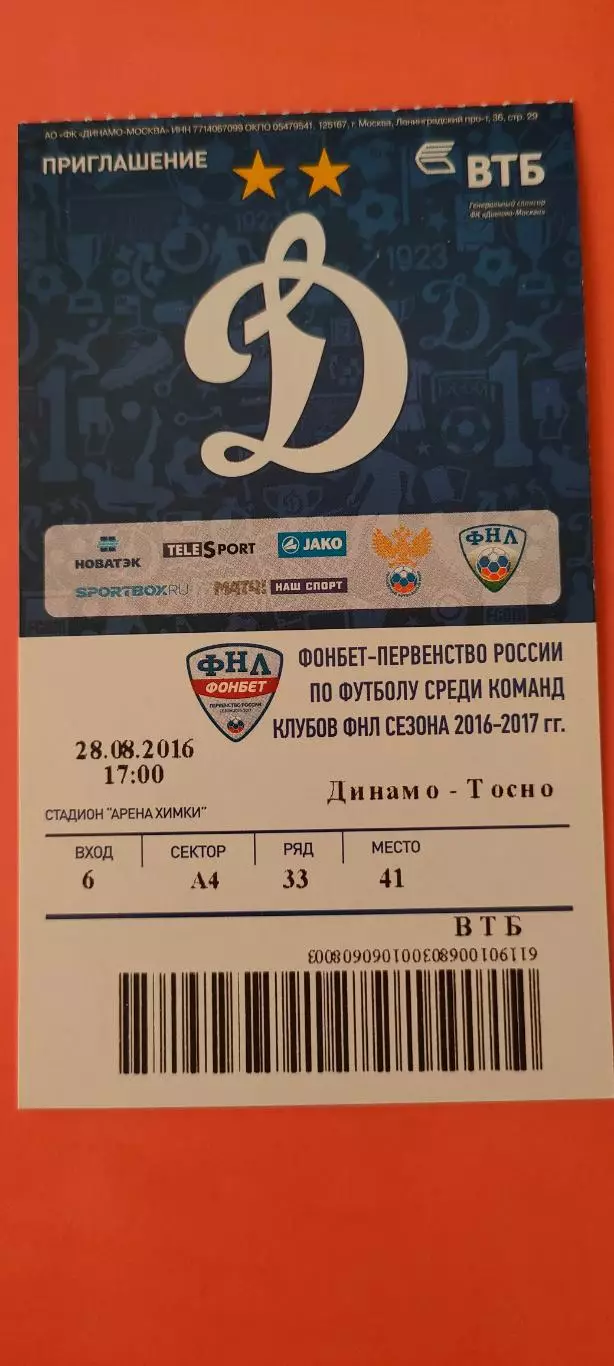 АО «ФК «ДИНАМО-МОСКВА» ИНН 7714067099 ОКПО 05479541, 125167, г. Москва, Ленинградский про-т, 36, стр. 29
ПРИГЛАШЕНИЕ
ВТБ
Генеральный спонсор
ФК «Динамо-Москва»
1923
Д
НОВАТЭК
TELESPORT
JAKO
ФНЛ
SPORTBOX.RU
МАТЧ!
НАШ СПОРТ
ФНЛ
ФОНБЕТ
ФОНБЕТ-ПЕРВЕНСТВО РОССИИ
ПО ФУТБОЛУ СРЕДИ КОМАНД
КЛУБОВ ФНЛ СЕЗОНА 2016-2017 гг.
28.08.2016
17:00
Динамо - Тосно
СТАДИОН "АРЕНА ХИМКИ"
ВХОД СЕКТОР РЯД МЕСТО
6 А4 33 41
ВТБ
6119010068030010606008003